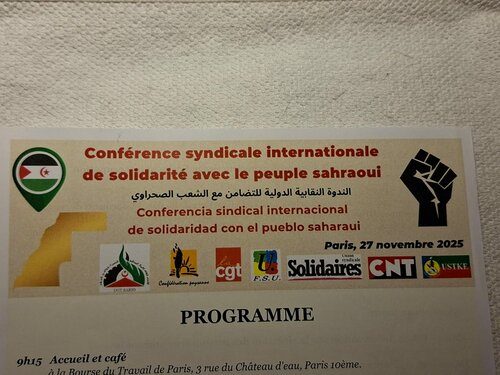 Conférence syndicale internationale
de solidarité avec le peuple sahraoui
الندوة النقابية الدولية للتضامن مع الشعب الصحراوي
Conferencia sindical internacional
de solidaridad con el pueblo saharaui
Paris, 27 novembre 2025
Confédération paysanne
la cgt
F.S.U.
Union syndicale
Solidaires
CNT
USTKE
PROGRAMME
9h15 Accueil et café
à la Bourse du Travail de Paris, 3 rue du Château d'eau, Paris 10ème.